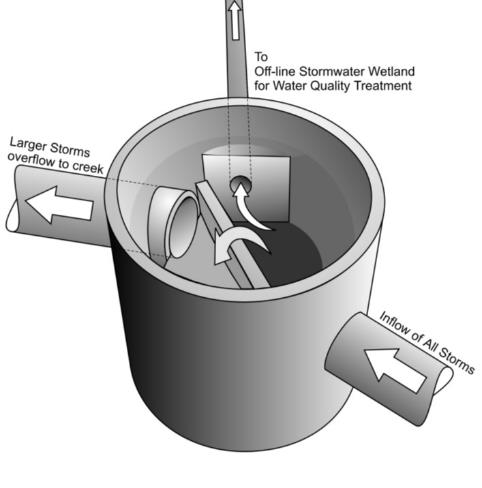 To
Off-line Stormwater Wetland
for Water Quality Treatment
Larger Storms
overflow to creek
Inflow of All Storms